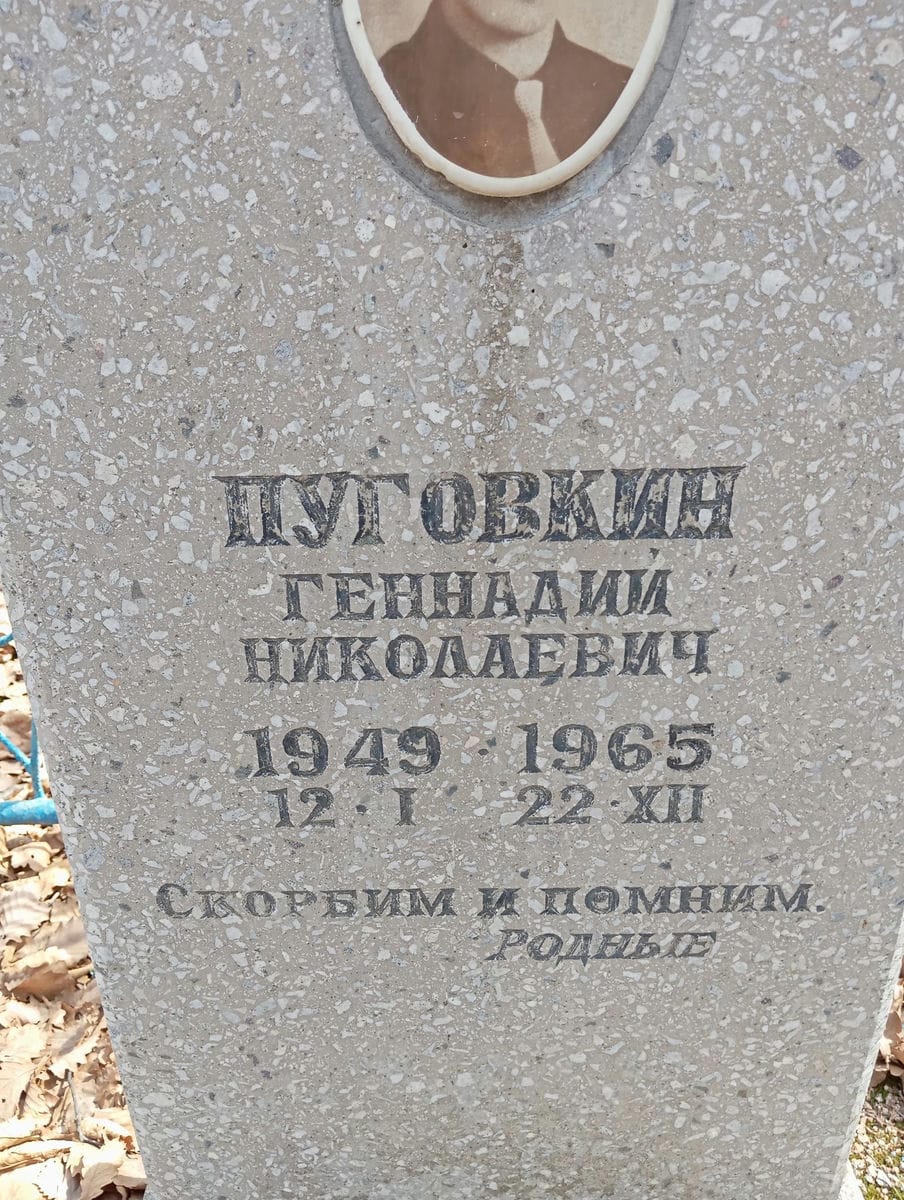 ПУГОВКИН
ГЕННАДИЙ
НИКОЛАЕВИЧ
1949 · 1965
12 · I 22 · XII
СКОРБИМ И ПОМНИМ.
РОДНЫЕ